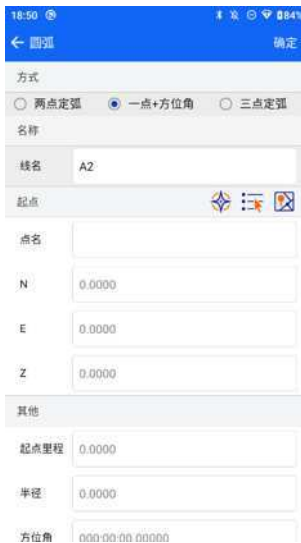 18:50 84%
← 圆弧 确定
方式
两点定弧 一点+方位角 三点定弧
名称
线名 A2
起点
点名
N 0.0000
E 0.0000
Z 0.0000
其他
起点里程 0.0000
半径 0.0000
方位角 000:00:00.00000